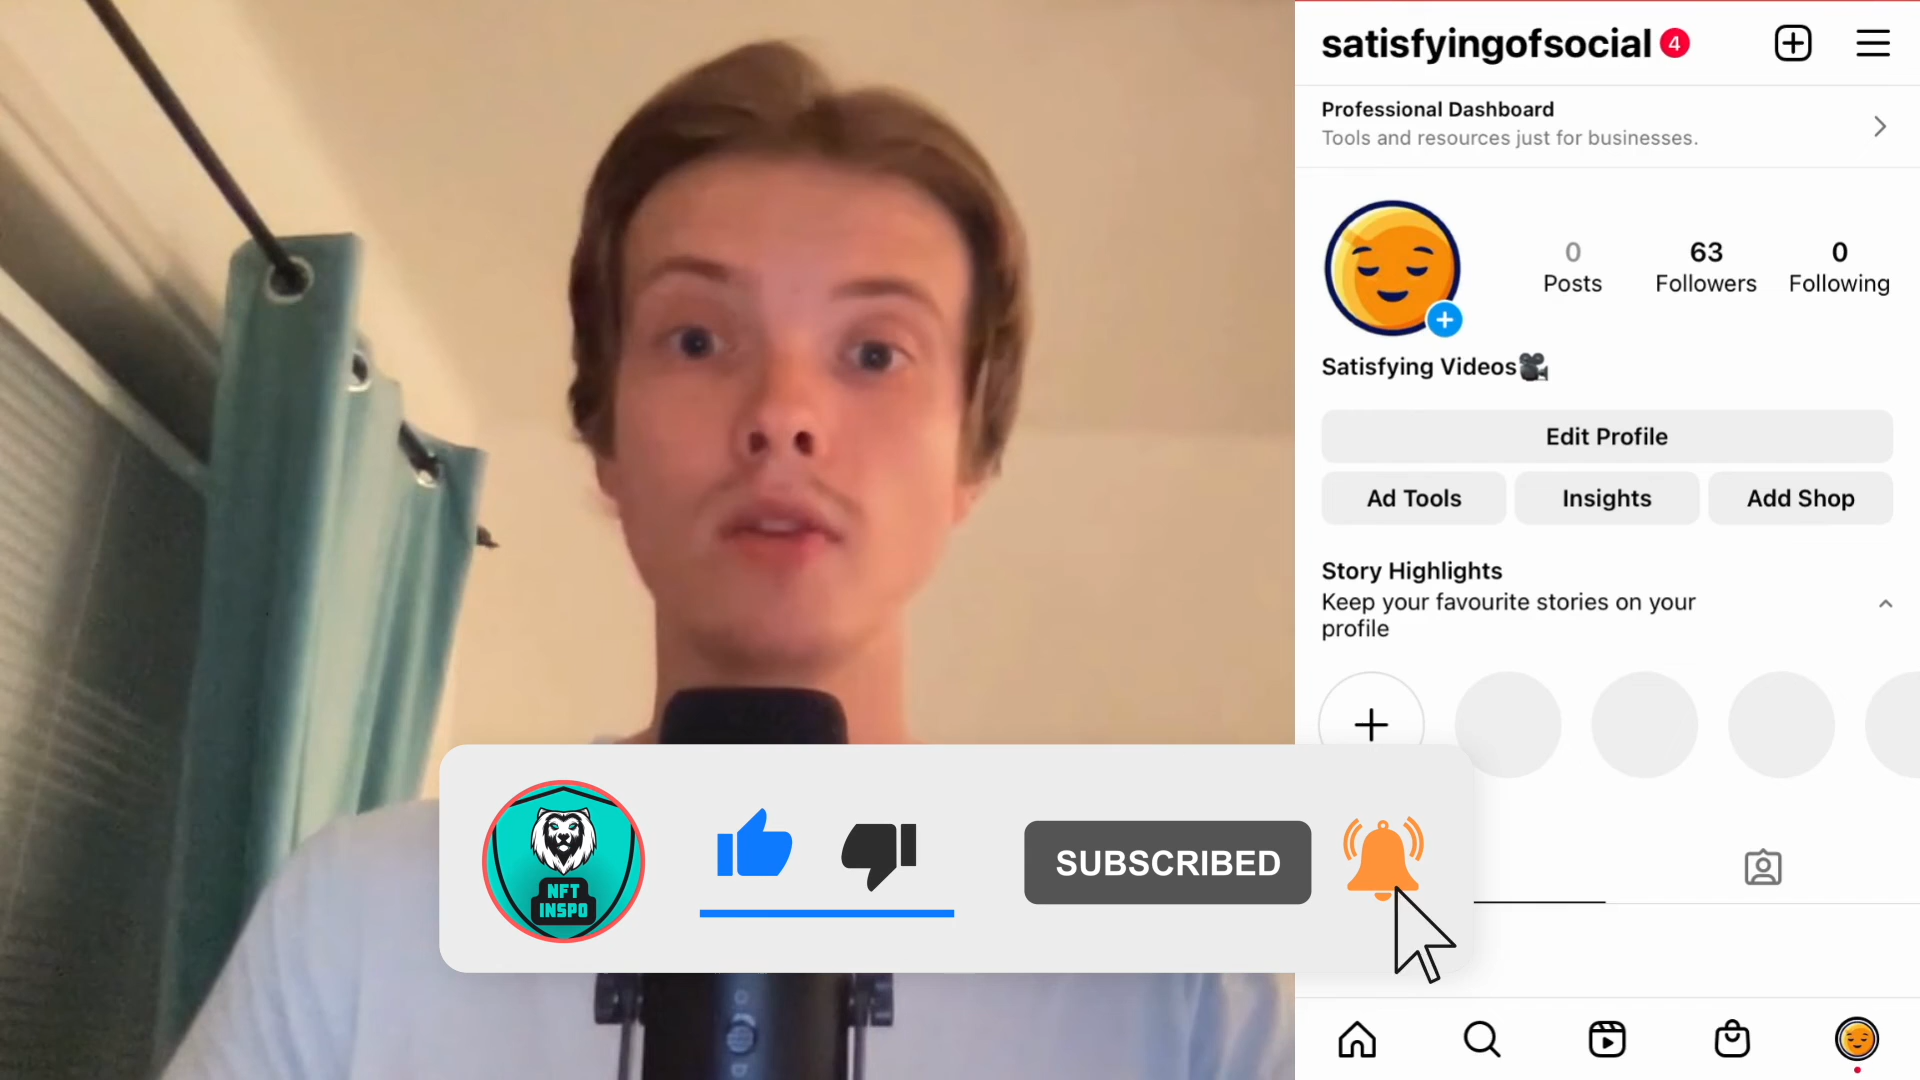 satisfyingofsocial 4
Professional Dashboard
Tools and resources just for businesses.
0 63 0
Posts Followers Following
Satisfying Videos
Edit Profile
Ad Tools Insights Add Shop
Story Highlights
Keep your favourite stories on your
profile
NFT
INSPO
SUBSCRIBED